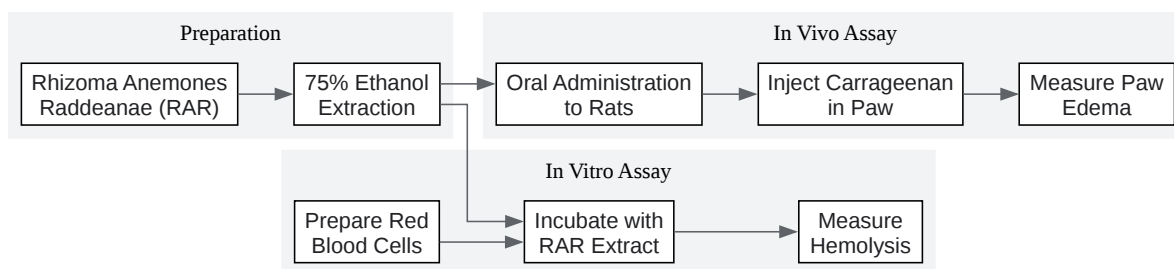 Preparation
Rhizoma Anemones
Raddeanae (RAR)
75% Ethanol
Extraction
In Vivo Assay
Oral Administration
to Rats
Inject Carrageenan
in Paw
Measure Paw
Edema
In Vitro Assay
Prepare Red
Blood Cells
Incubate with
RAR Extract
Measure
Hemolysis